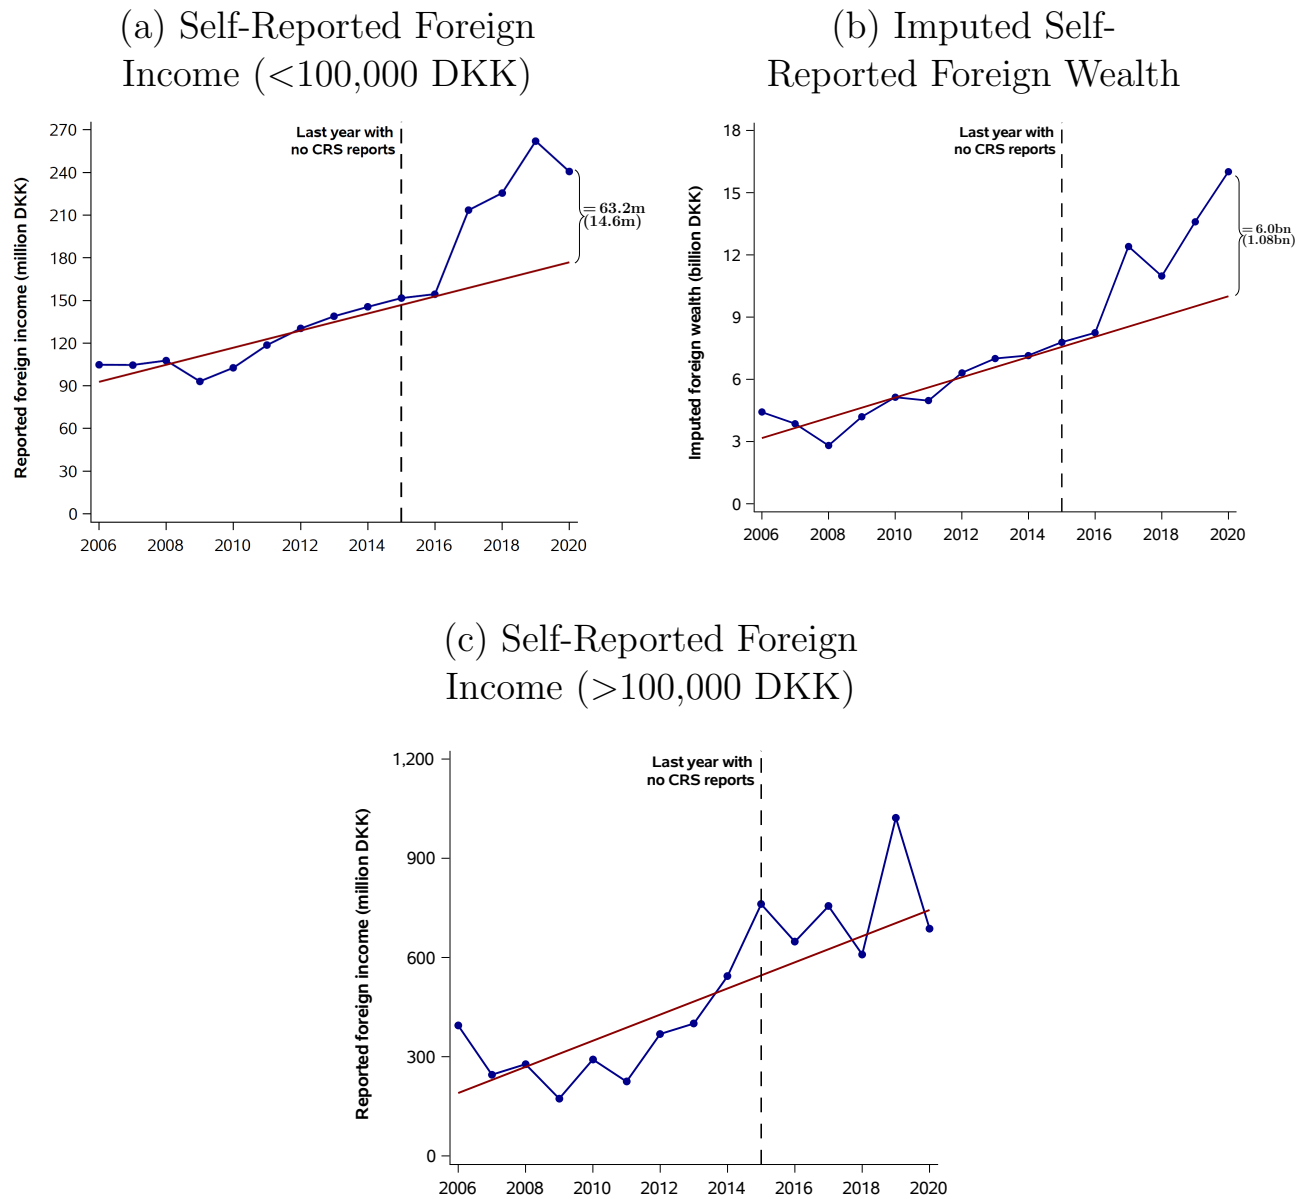 (a) Self-Reported Foreign
Income (<100,000 DKK)
Reported foreign income (million DKK)
270
240
210
180
150
120
90
60
30
0
Last year with
no CRS reports
= 63.2m
(14.6m)
2006 2008 2010 2012 2014 2016 2018 2020
(b) Imputed Self-
Reported Foreign Wealth
Imputed foreign wealth (billion DKK)
18
15
12
9
6
3
0
Last year with
no CRS reports
= 6.0bn
(1.08bn)
2006 2008 2010 2012 2014 2016 2018 2020
(c) Self-Reported Foreign
Income (>100,000 DKK)
Reported foreign income (million DKK)
1,200
900
600
300
0
Last year with
no CRS reports
2006 2008 2010 2012 2014 2016 2018 2020